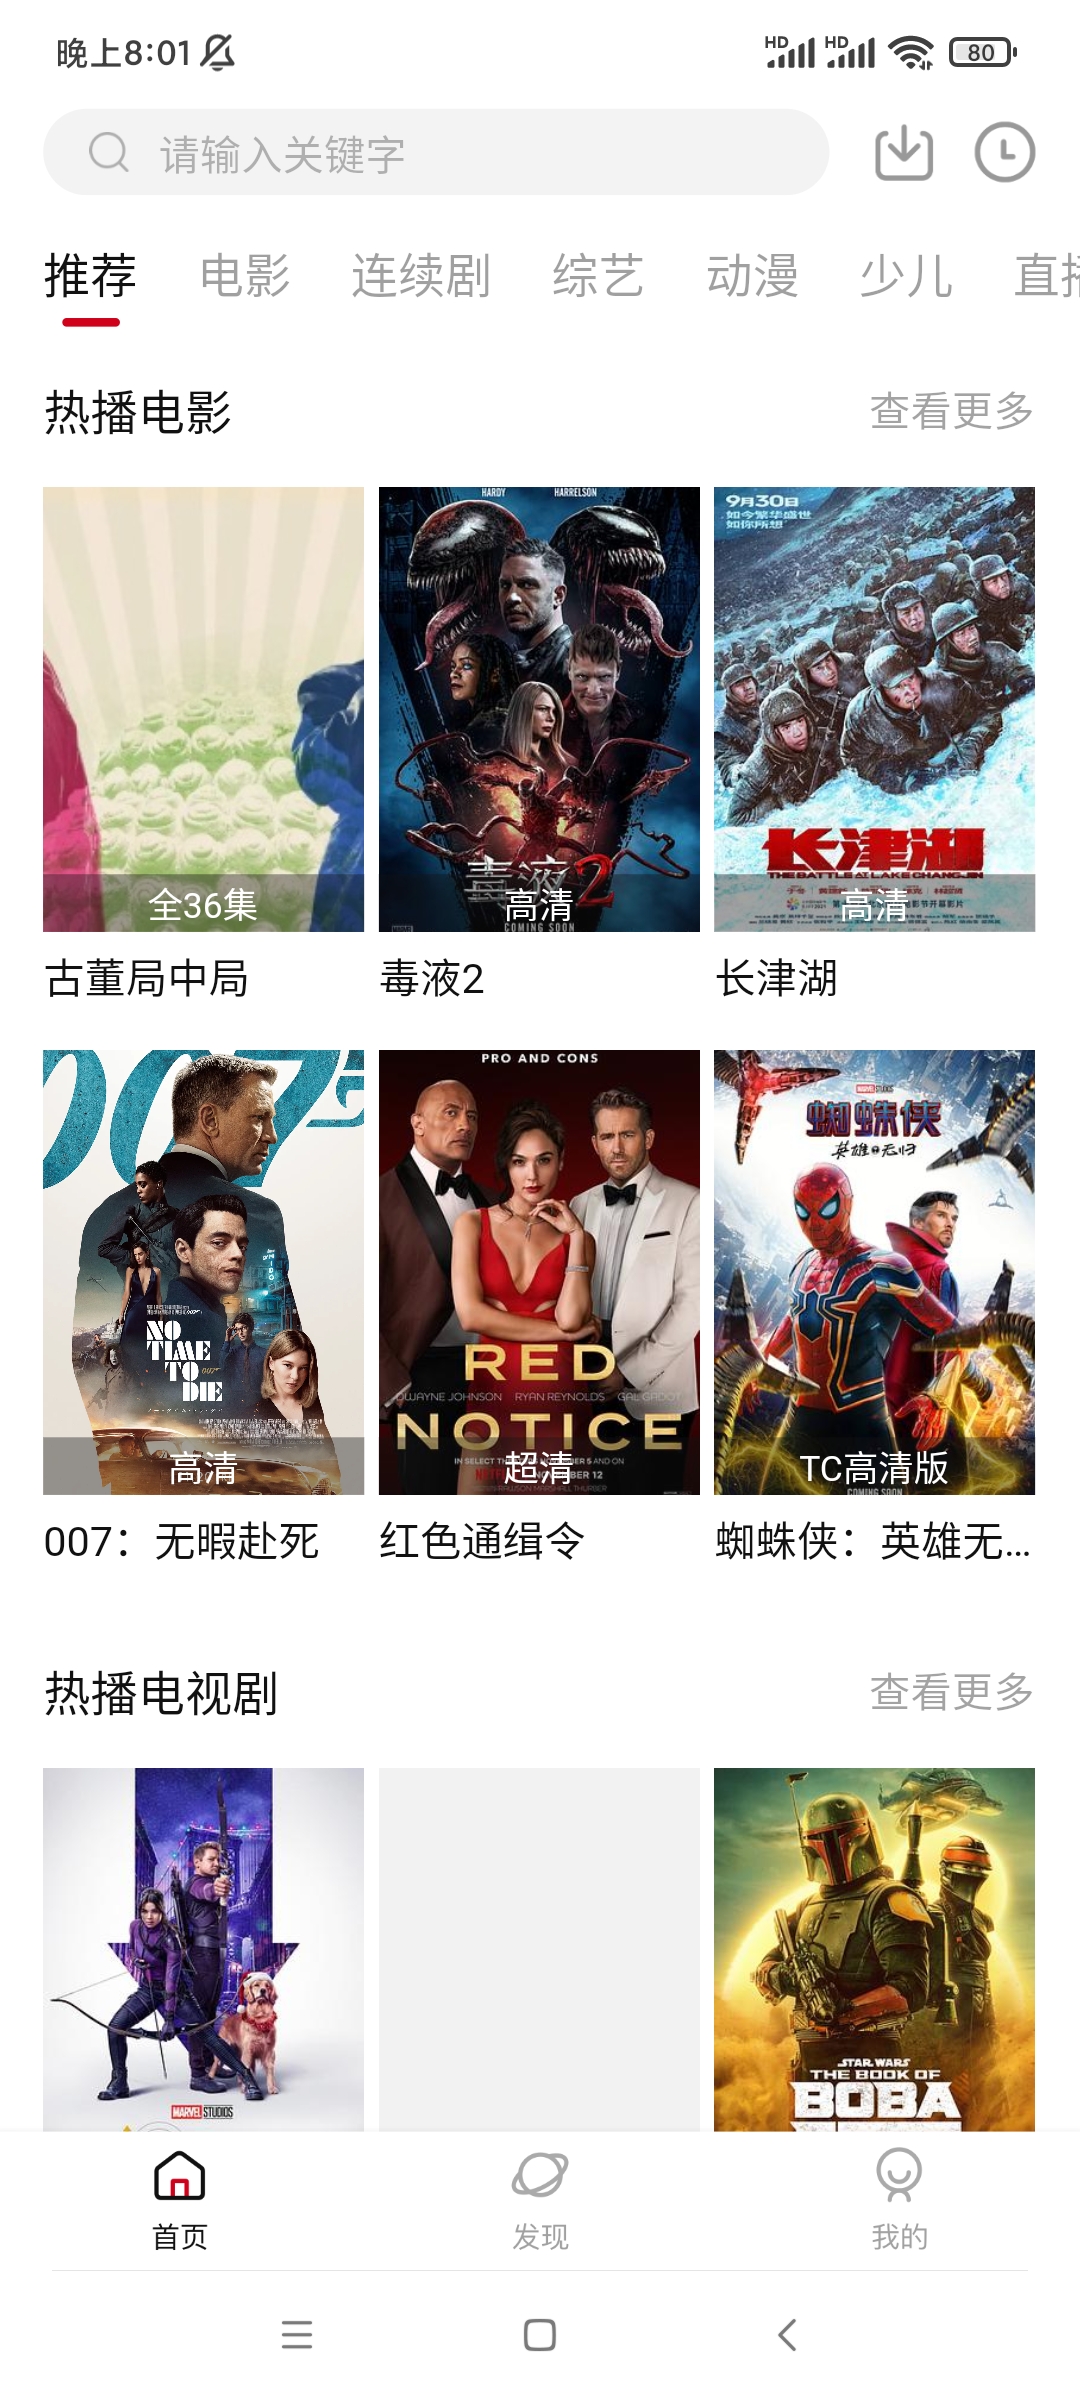 晚上8:01
HD HD 80
请输入关键字
推荐 电影 连续剧 综艺 动漫 少儿 直播
热播电影 查看更多
HARDY HARRELSON
9月30日
如今繁华盛世
如你所想
毒液2
长津湖
THE BATTLE AT LAKE CHANGJIN
全36集 高清 高清
COMING SOON
古董局中局 毒液2 长津湖
007
PRO AND CONS
MARVEL STUDIOS
蜘蛛侠
英雄无归
NO
TIME
TO
DIE
007
RED
DWAYNE JOHNSON RYAN REYNOLDS GAL GADOT
NOTICE
高清 超清 TC高清版
COMING SOON
007：无暇赴死 红色通缉令 蜘蛛侠：英雄无...
热播电视剧 查看更多
MARVEL STUDIOS
STAR WARS
THE BOOK OF
BOBA
首页 发现 我的